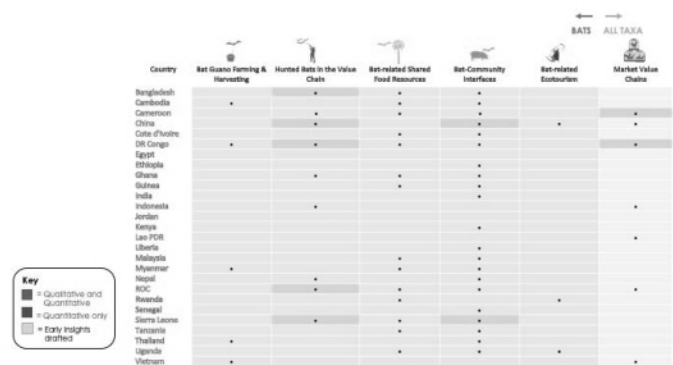 BATS ALL TAXA
Country Bat Guano Farming & Harvesting Hunted Bats in the Value Chain Bat-related Shared Food Resources Bat-Community Interfaces Bat-related Ecotourism Market Value Chains
Bangladesh
Cambodia
Cameroon
China
Cote d'Ivoire
DR Congo
Egypt
Ethiopia
Ghana
Guinea
India
Indonesia
Jordan
Kenya
Lao PDR
Liberia
Malaysia
Myanmar
Nepal
ROC
Rwanda
Senegal
Sierra Leone
Tanzania
Thailand
Uganda
Vietnam
Key
= Qualitative and
Quantitative
= Quantitative only
= Early insights
drafted